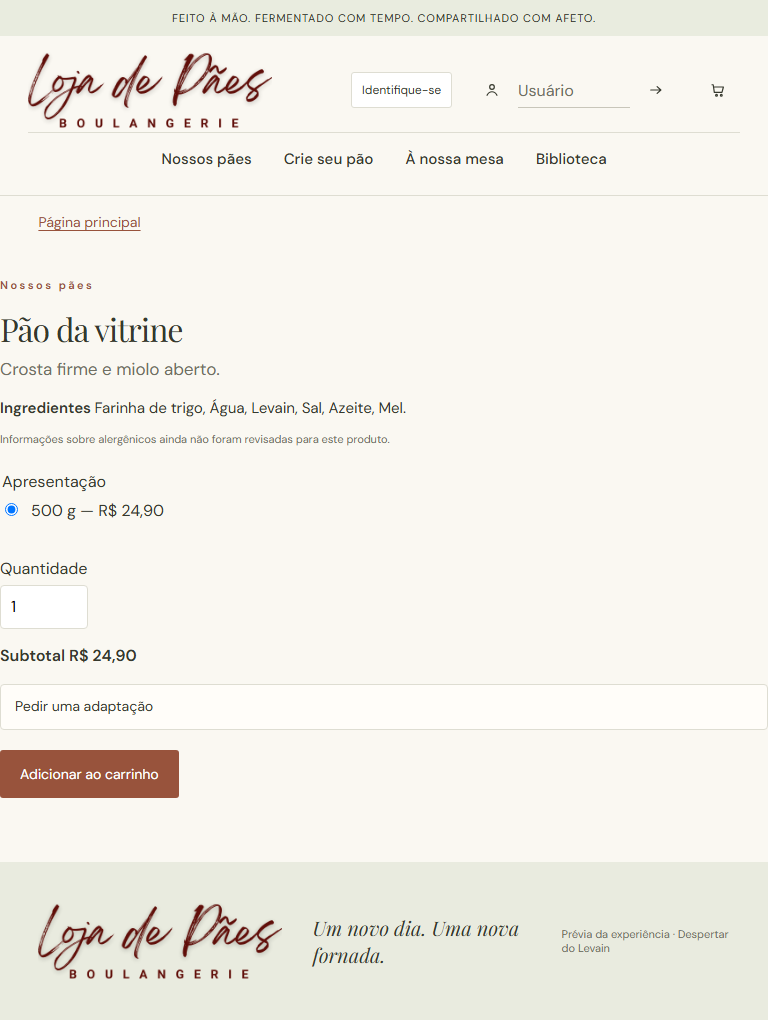 FEITO À MÃO. FERMENTADO COM TEMPO. COMPARTILHADO COM AFETO.
Loja de Pães
BOULANGERIE
Identifique-se
Usuário
Nossos pães
Crie seu pão
À nossa mesa
Biblioteca
Página principal
Nossos pães
Pão da vitrine
Crosta firme e miolo aberto.
Ingredientes Farinha de trigo, Água, Levain, Sal, Azeite, Mel.
Informações sobre alergênicos ainda não foram revisadas para este produto.
Apresentação
500 g — R$ 24,90
Quantidade
1
Subtotal R$ 24,90
Pedir uma adaptação
Adicionar ao carrinho
Loja de Pães
BOULANGERIE
Um novo dia. Uma nova
fornada.
Prévia da experiência · Despertar
do Levain